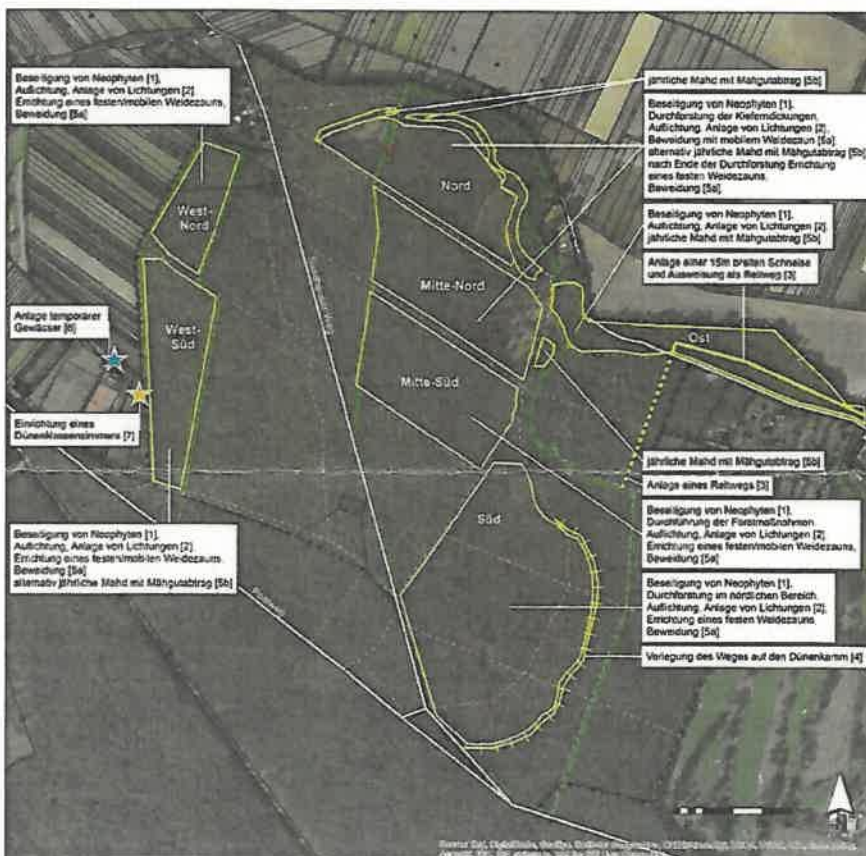 Beseitigung von Neophyten [1],
Auflichtung, Anlage von Lichtungen [2]
Errichtung eines festen/mobilen Weidezauns,
Beweidung [5a]
West-
Nord
West-
Süd
Anlage temporärer
Gewässer [6]
Einrichtung eines
Dünenklassenzimmers [7]
Beseitigung von Neophyten [1],
Auflichtung, Anlage von Lichtungen [2]
Errichtung eines festen/mobilen Weidezauns,
Beweidung [5a]
alternativ jährliche Mahd mit Mähgutabtrag [5b]
Nord
Mitte-Nord
Mitte-Süd
Süd
Ost
jährliche Mahd mit Mähgutabtrag [5b]
Beseitigung von Neophyten [1],
Durchforstung der Kieferndickungen,
Auflichtung, Anlage von Lichtungen [2],
Beweidung mit mobilem Weidezaun [5a]
alternativ jährliche Mahd mit Mähgutabtrag [5b]
nach Ende der Durchforstung Errichtung
eines festen Weidezauns,
Beweidung [5a]
Beseitigung von Neophyten [1],
Auflichtung, Anlage von Lichtungen [2]
jährliche Mahd mit Mähgutabtrag [5b]
Anlage einer 15m breiten Schneise
und Ausweisung als Reitweg [3]
jährliche Mahd mit Mähgutabtrag [5b]
Anlage eines Reitwegs [3]
Beseitigung von Neophyten [1],
Durchführung der Forstmaßnahmen,
Auflichtung, Anlage von Lichtungen [2],
Errichtung eines festen/mobilen Weidezauns,
Beweidung [5a]
Beseitigung von Neophyten [1],
Durchforstung im nördlichen Bereich,
Auflichtung, Anlage von Lichtungen [2],
Errichtung eines festen Weidezauns,
Beweidung [5a]
Verlegung des Weges auf den Dünenkamm [4]